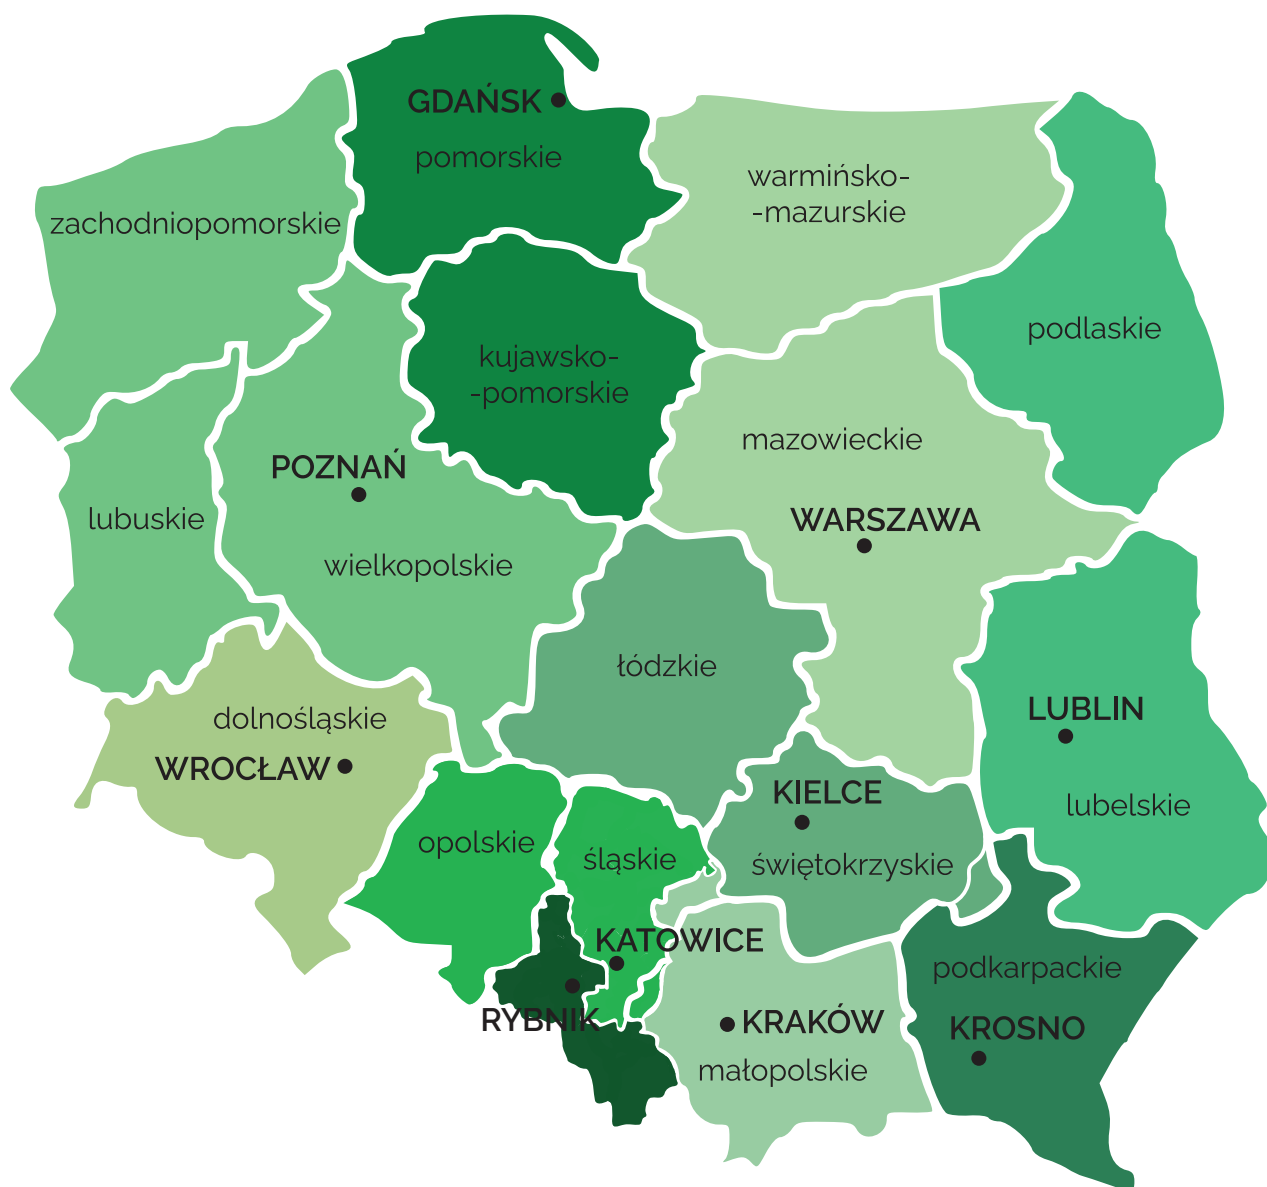 GDAŃSK
pomorskie
warmińsko-
-mazurskie
zachodniopomorskie
podlaskie
kujawsko-
-pomorskie
mazowieckie
POZNAŃ
lubuskie
WARSZAWA
wielkopolskie
łódzkie
dolnośląskie
LUBLIN
WROCŁAW
KIELCE
lubelskie
opolskie
śląskie
świętokrzyskie
KATOWICE
podkarpackie
RYBNIK
KRAKÓW
KROSNO
małopolskie